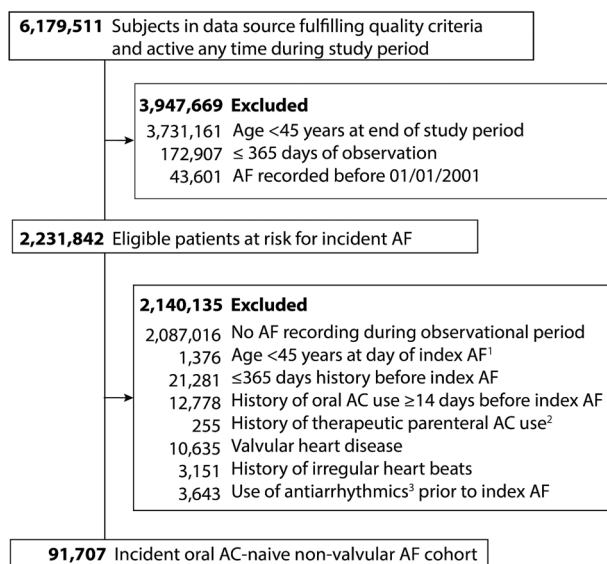 6,179,511 Subjects in data source fulfilling quality criteria
and active any time during study period
3,947,669 Excluded
3,731,161 Age <45 years at end of study period
172,907 ≤ 365 days of observation
43,601 AF recorded before 01/01/2001
2,231,842 Eligible patients at risk for incident AF
2,140,135 Excluded
2,087,016 No AF recording during observational period
1,376 Age <45 years at day of index AF¹
21,281 ≤365 days history before index AF
12,778 History of oral AC use ≥14 days before index AF
255 History of therapeutic parenteral AC use²
10,635 Valvular heart disease
3,151 History of irregular heart beats
3,643 Use of antiarrhythmics³ prior to index AF
91,707 Incident oral AC-naive non-valvular AF cohort